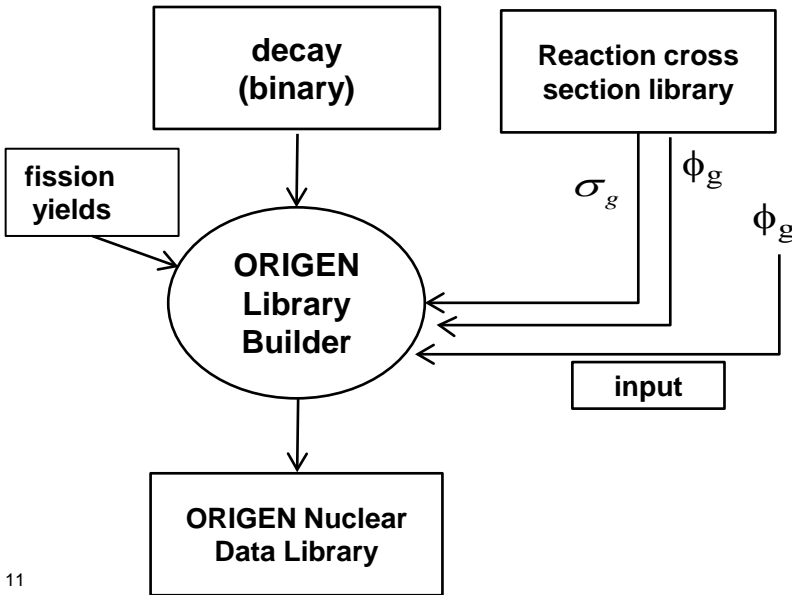 decay
(binary)
Reaction cross
section library
fission
yields
σg
ϕg
ϕg
ORIGEN
Library
Builder
input
ORIGEN Nuclear
Data Library
11